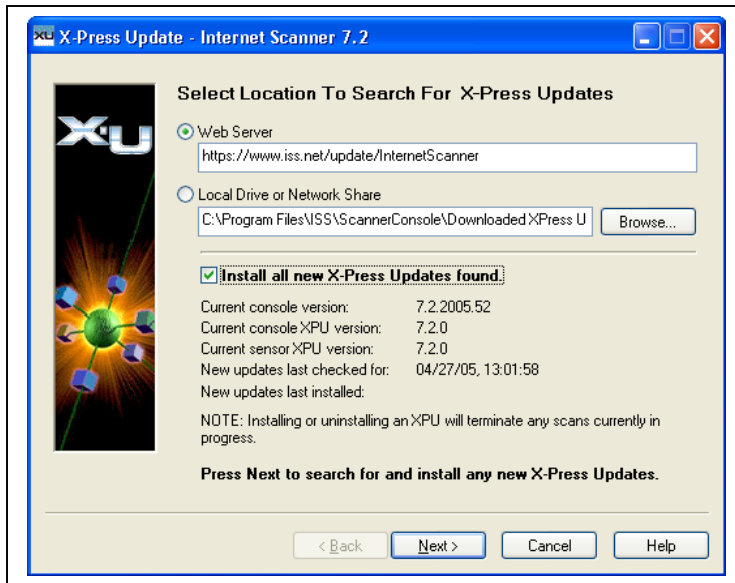 XU X-Press Update - Internet Scanner 7.2
X-U
Select Location To Search For X-Press Updates
Web Server
https://www.iss.net/update/InternetScanner
Local Drive or Network Share
C:\Program Files\ISS\ScannerConsole\Downloaded XPress U
Browse...
Install all new X-Press Updates found.
Current console version: 7.2.2005.52
Current console XPU version: 7.2.0
Current sensor XPU version: 7.2.0
New updates last checked for: 04/27/05, 13:01:58
New updates last installed:
NOTE: Installing or uninstalling an XPU will terminate any scans currently in
progress.
Press Next to search for and install any new X-Press Updates.
< Back Next > Cancel Help